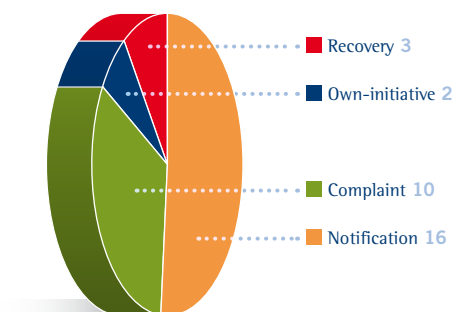 Recovery 3
Own-initiative 2
Complaint 10
Notification 16